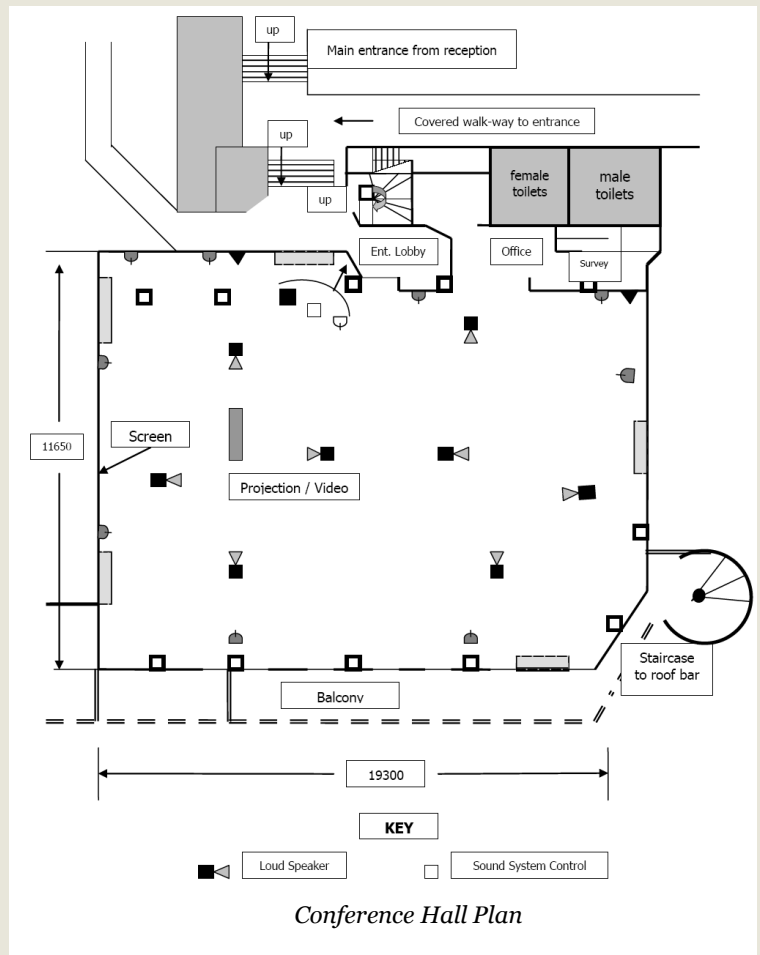 up
Main entrance from reception
Covered walk-way to entrance
up
up
female
toilets
male
toilets
Ent. Lobby
Office
Survey
11650
Screen
Projection / Video
Staircase
to roof bar
Balcony
19300
KEY
Loud Speaker
Sound System Control
Conference Hall Plan